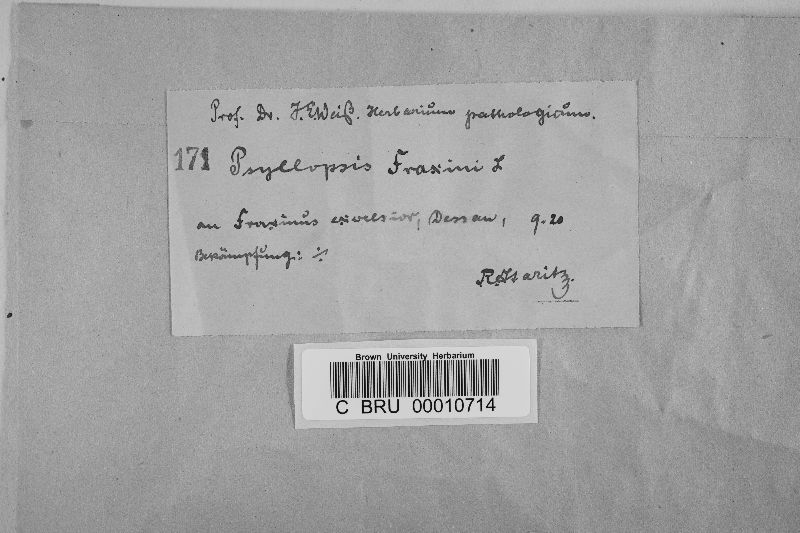 Prof. Dr. J. E. Weiß. Herbarium pathologicum.
171 Psyllopsis Fraxini L
an Fraxinus excelsior, Dessau, 9.20
Bekämpfung: ÷
R. Staritz.
Brown University Herbarium
C BRU 00010714